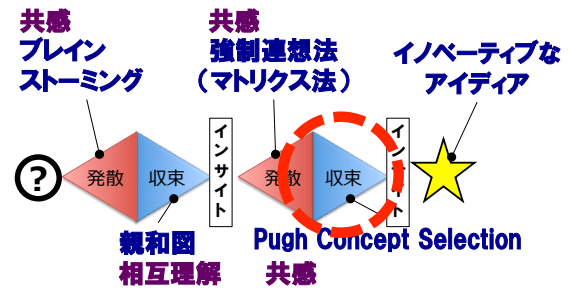 共感
ブレイン
ストーミング
共感
強制連想法
（マトリクス法）
イノベーティブな
アイディア
?
発散
収束
インサイト
発散
収束
インサイト
親和図
相互理解
Pugh Concept Selection
共感